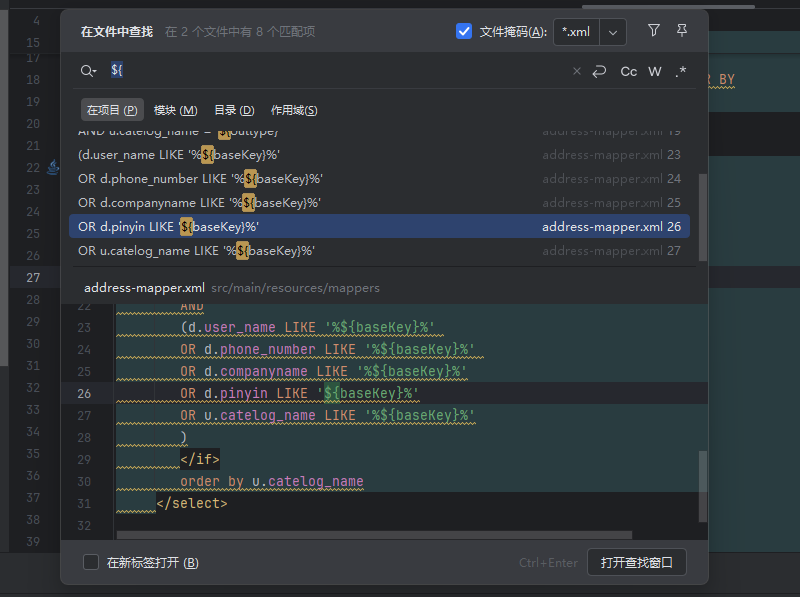 4
15
17
18
19
20
21
22
23
24
25
26
27
28
29
30
31
32
33
34
35
36
37
38
39
在文件中查找 在 2 个文件中有 8 个匹配项 文件掩码(A): *.xml
${ Cc W .*
BY
在项目 (P) 模块 (M) 目录 (D) 作用域(S)
AND u.catelog_name = '${outtype}' address-mapper.xml 19
(d.user_name LIKE '%${baseKey}%' address-mapper.xml 23
OR d.phone_number LIKE '%${baseKey}%' address-mapper.xml 24
OR d.companyname LIKE '%${baseKey}%' address-mapper.xml 25
OR d.pinyin LIKE '${baseKey}%' address-mapper.xml 26
OR u.catelog_name LIKE '%${baseKey}%' address-mapper.xml 27
address-mapper.xml src/main/resources/mappers
22 AND
23 (d.user_name LIKE '%${baseKey}%'
24 OR d.phone_number LIKE '%${baseKey}%'
25 OR d.companyname LIKE '%${baseKey}%'
26 OR d.pinyin LIKE '${baseKey}%'
27 OR u.catelog_name LIKE '%${baseKey}%'
28 )
29 </if>
30 order by u.catelog_name
31 </select>
32
在新标签打开 (B) Ctrl+Enter 打开查找窗口